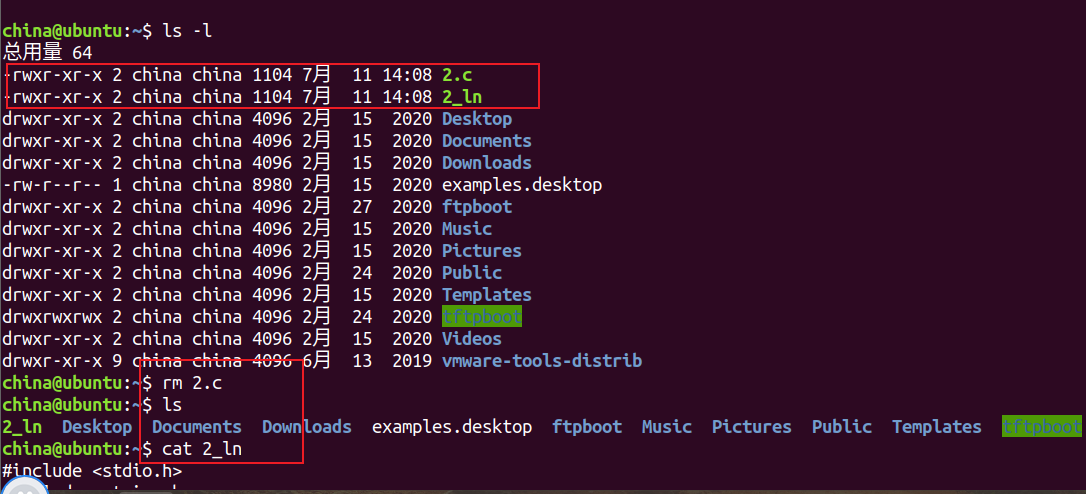 china@ubuntu:~$ ls -l
总用量 64
-rwxr-xr-x 2 china china 1104 7月  11 14:08 2.c
-rwxr-xr-x 2 china china 1104 7月  11 14:08 2_ln
drwxr-xr-x 2 china china 4096 2月  15  2020 Desktop
drwxr-xr-x 2 china china 4096 2月  15  2020 Documents
drwxr-xr-x 2 china china 4096 2月  15  2020 Downloads
-rw-r--r-- 1 china china 8980 2月  15  2020 examples.desktop
drwxr-xr-x 2 china china 4096 2月  27  2020 ftpboot
drwxr-xr-x 2 china china 4096 2月  15  2020 Music
drwxr-xr-x 2 china china 4096 2月  15  2020 Pictures
drwxr-xr-x 2 china china 4096 2月  24  2020 Public
drwxr-xr-x 2 china china 4096 2月  15  2020 Templates
drwxrwxrwx 2 china china 4096 2月  24  2020 tftpboot
drwxr-xr-x 2 china china 4096 2月  15  2020 Videos
drwxr-xr-x 9 china china 4096 6月  13  2019 vmware-tools-distrib
china@ubuntu:~$ rm 2.c
china@ubuntu:~$ ls
2_ln  Desktop  Documents  Downloads  examples.desktop  ftpboot  Music  Pictures  Public  Templates  tftpboot
china@ubuntu:~$ cat 2_ln
#include <stdio.h>